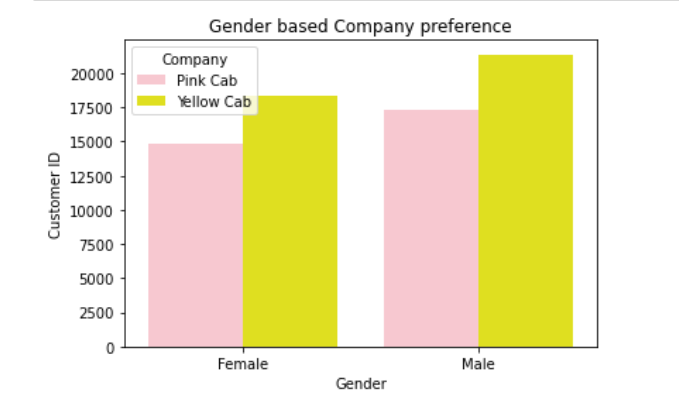 Gender based Company preference
Company
Pink Cab
Yellow Cab
Customer ID
20000
17500
15000
12500
10000
7500
5000
2500
0
Female
Male
Gender